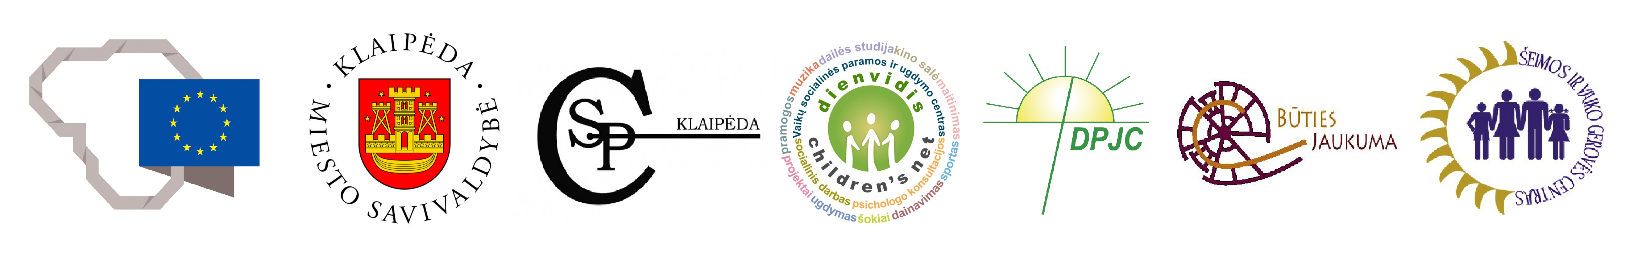 KLAIPĖDA
MIESTO SAVIVALDYBĖ
CSP
KLAIPĖDA
pramogos muzika dailės studija kino salė maitinimas
sportas dainavimas šokiai ugdymas projektai
Vaikų socialinės paramos ir ugdymo centras
socialinis darbas psichologo konsultacijos
dienvidis
children's net
DPJC
BŪTIES
JAUKUMA
ŠEIMOS IR VAIKO GEROVĖS CENTRAS